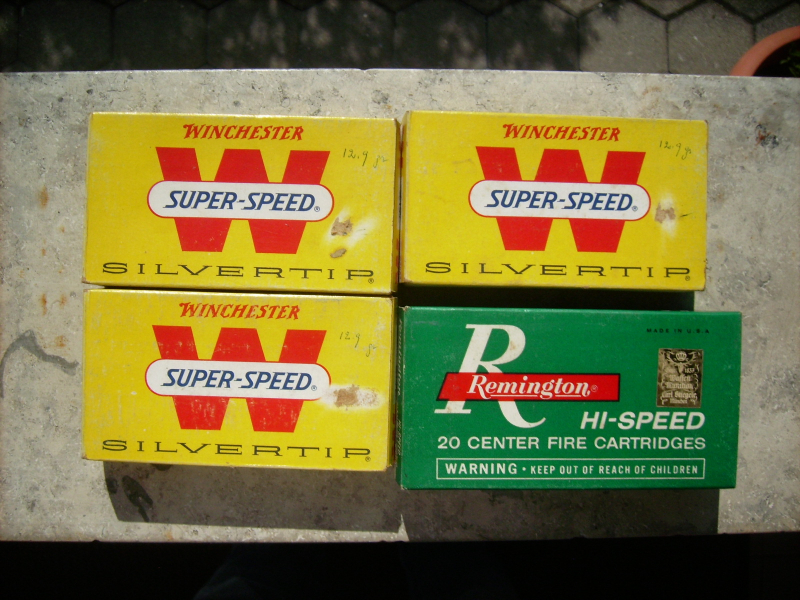 WINCHESTER
12.9 gr
W
SUPER-SPEED®
SILVERTIP®
WINCHESTER
12.9 gr
W
SUPER-SPEED®
SILVERTIP®
WINCHESTER
12.9 gr
W
SUPER-SPEED®
SILVERTIP®
MADE IN U.S.A
R
Remington®
HI-SPEED
20 CENTER FIRE CARTRIDGES
WARNING • KEEP OUT OF REACH OF CHILDREN